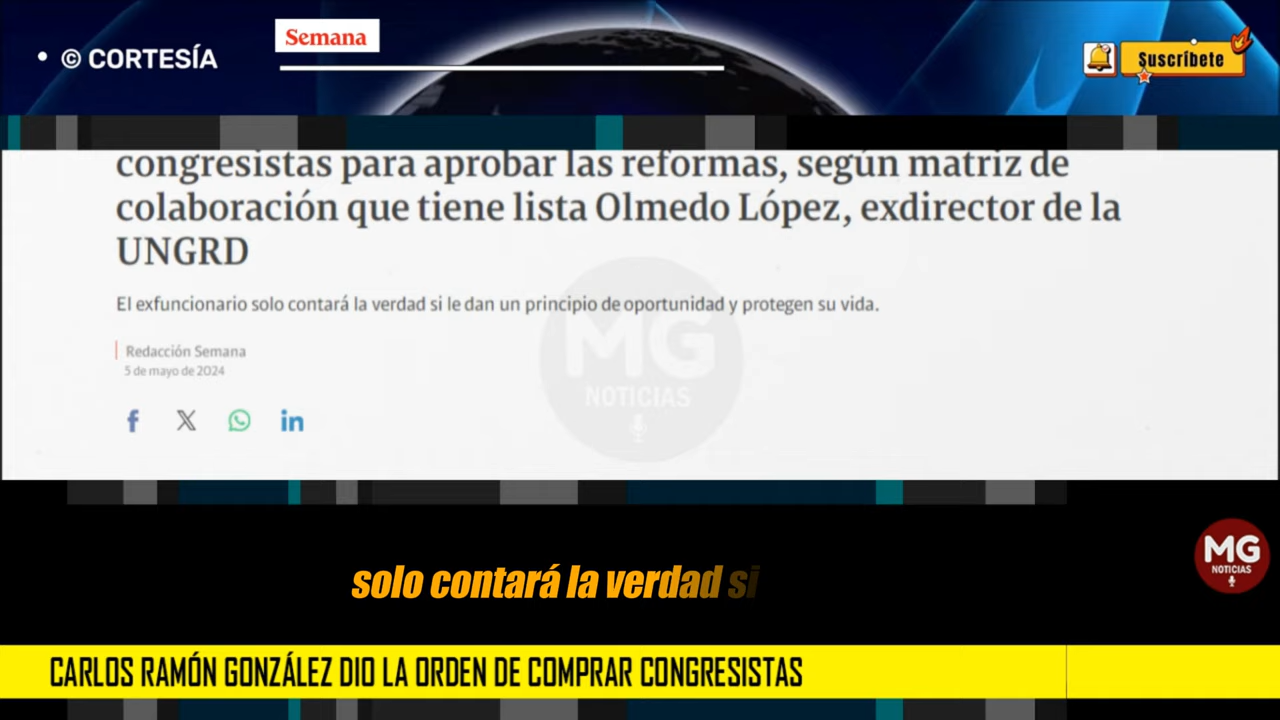 • © CORTESÍA
Semana
Suscríbete
congresistas para aprobar las reformas, según matriz de
colaboración que tiene lista Olmedo López, exdirector de la
UNGRD
El exfuncionario solo contará la verdad si le dan un principio de oportunidad y protegen su vida.
Redacción Semana
5 de mayo de 2024
MG
NOTICIAS
solo contará la verdad si
MG
NOTICIAS
CARLOS RAMÓN GONZÁLEZ DIO LA ORDEN DE COMPRAR CONGRESISTAS